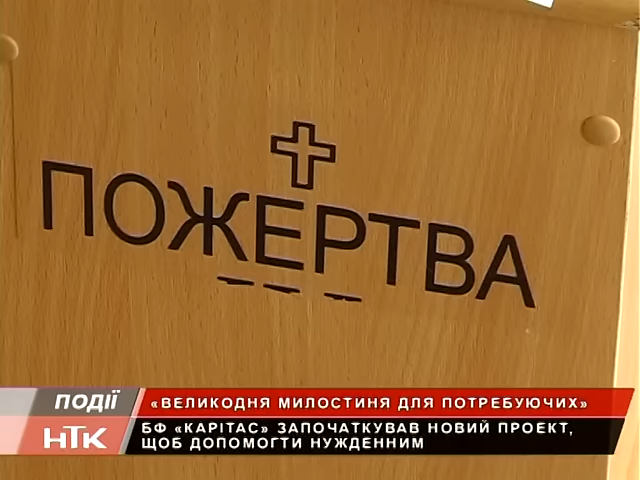 ПОЖЕРТВА
ПОДІЇ
«ВЕЛИКОДНЯ МИЛОСТИНЯ ДЛЯ ПОТРЕБУЮЧИХ»
НТК
БФ «КАРІТАС» ЗАПОЧАТКУВАВ НОВИЙ ПРОЕКТ,
ЩОБ ДОПОМОГТИ НУЖДЕННИМ